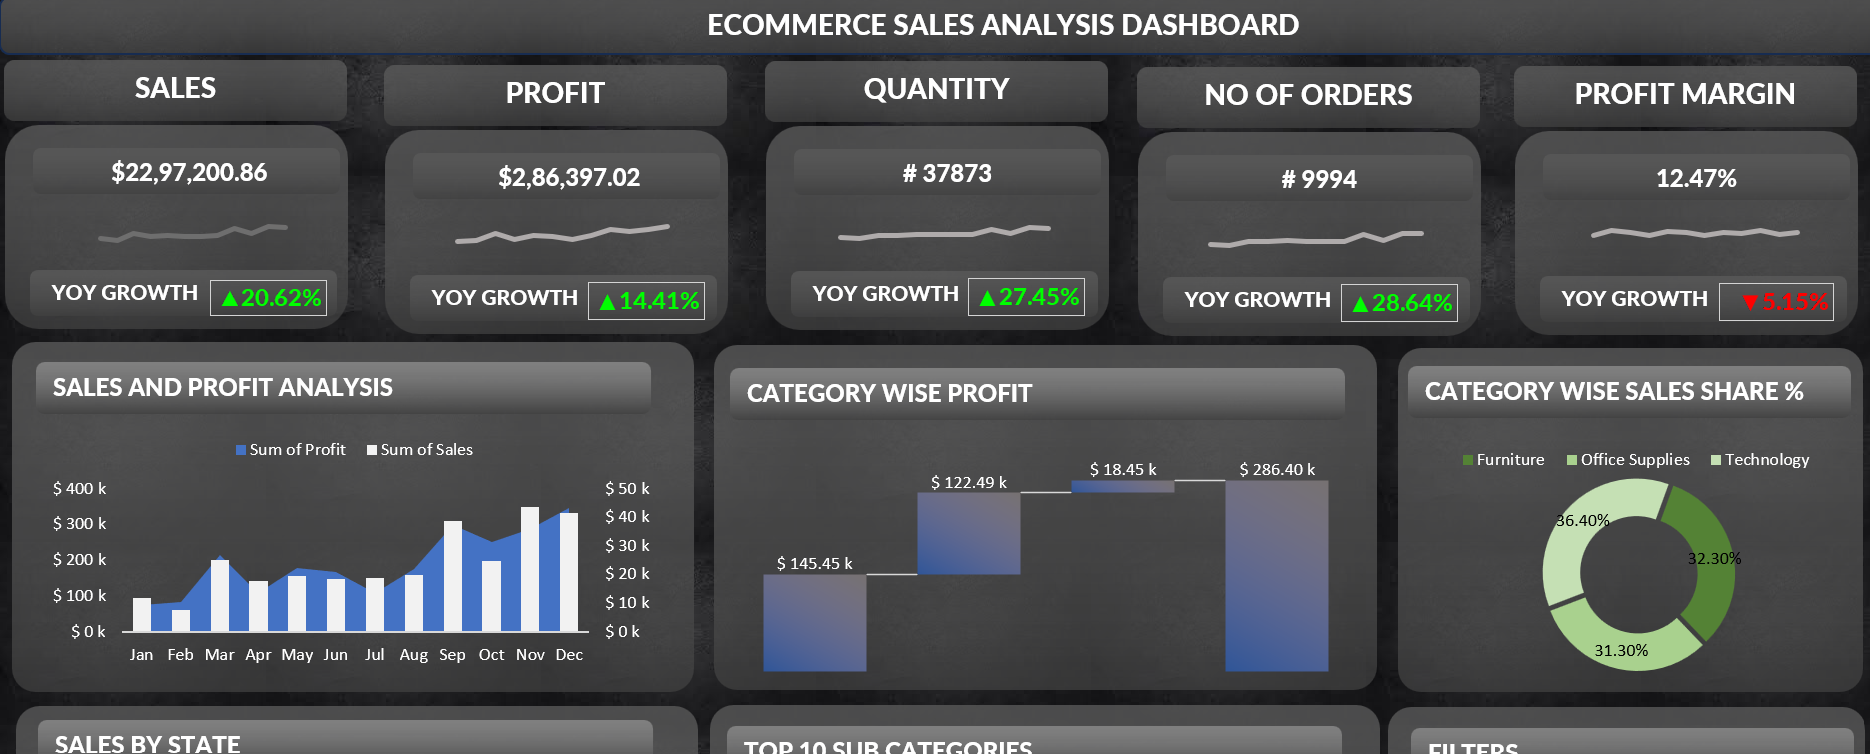 ECOMMERCE SALES ANALYSIS DASHBOARD
SALES
$22,97,200.86
YOY GROWTH ▲20.62%
PROFIT
$2,86,397.02
YOY GROWTH ▲14.41%
QUANTITY
# 37873
YOY GROWTH ▲27.45%
NO OF ORDERS
# 9994
YOY GROWTH ▲28.64%
PROFIT MARGIN
12.47%
YOY GROWTH ▼5.15%
SALES AND PROFIT ANALYSIS
Sum of Profit Sum of Sales
$ 400 k
$ 300 k
$ 200 k
$ 100 k
$ 0 k
$ 50 k
$ 40 k
$ 30 k
$ 20 k
$ 10 k
$ 0 k
Jan Feb Mar Apr May Jun Jul Aug Sep Oct Nov Dec
CATEGORY WISE PROFIT
$ 145.45 k
$ 122.49 k
$ 18.45 k
$ 286.40 k
CATEGORY WISE SALES SHARE %
Furniture Office Supplies Technology
36.40%
32.30%
31.30%
SALES BY STATE
TOP 10 SUB CATEGORIES
FILTERS